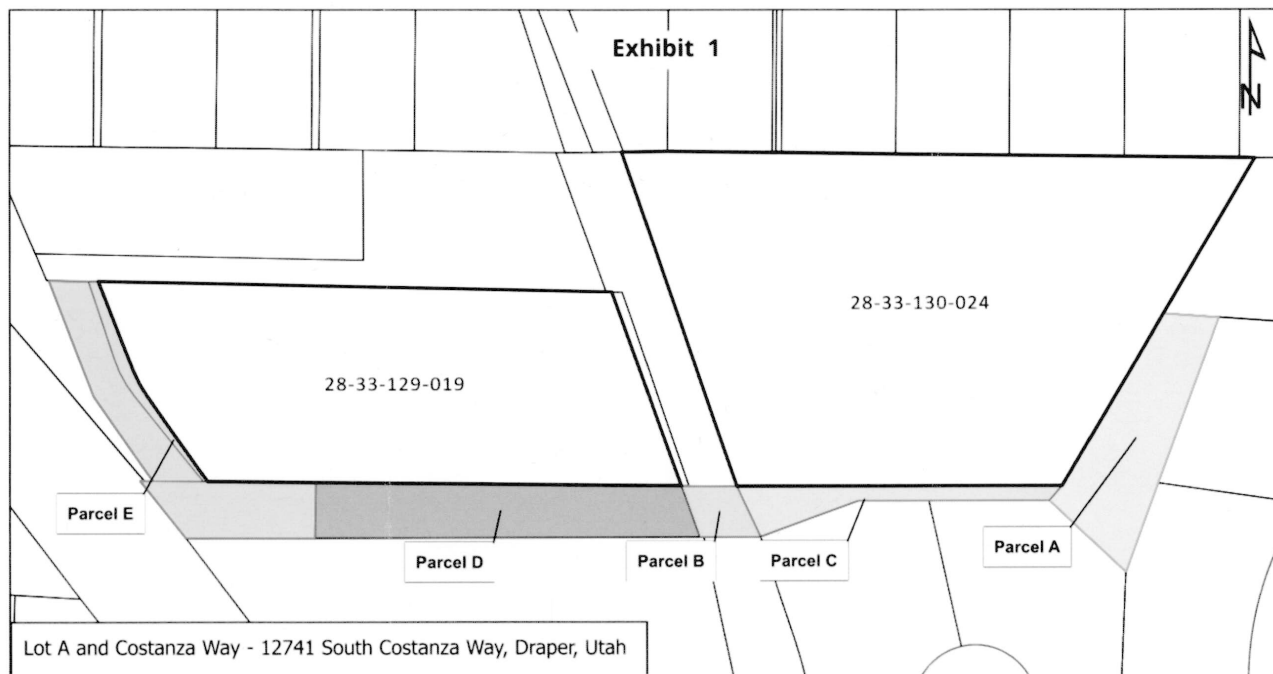 Exhibit 1
N
28-33-130-024
28-33-129-019
Parcel E
Parcel D
Parcel B
Parcel C
Parcel A
Lot A and Costanza Way - 12741 South Costanza Way, Draper, Utah